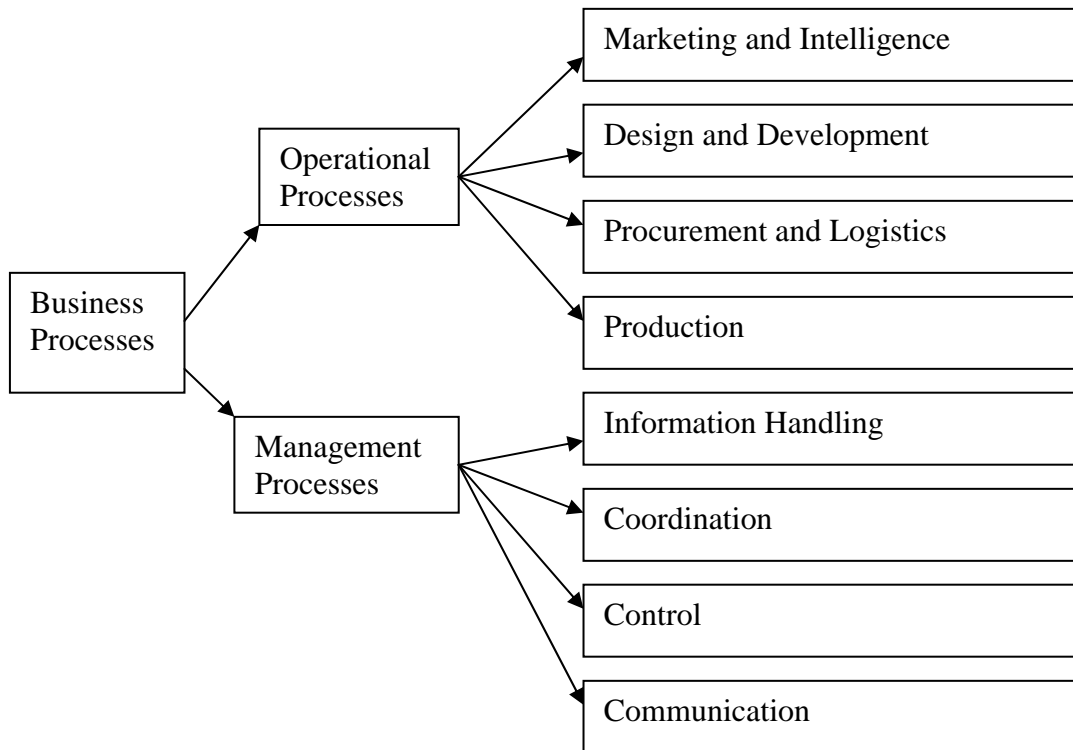 Marketing and Intelligence
Design and Development
Operational
Processes
Procurement and Logistics
Business
Processes
Production
Information Handling
Management
Processes
Coordination
Control
Communication